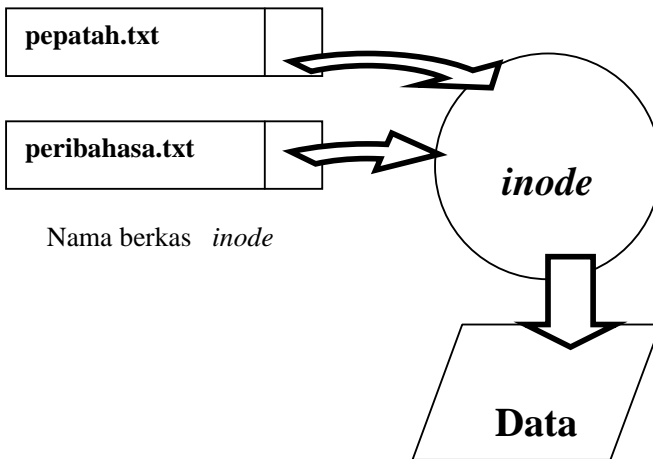 pepatah.txt
peribahasa.txt
inode
Nama berkas inode
Data